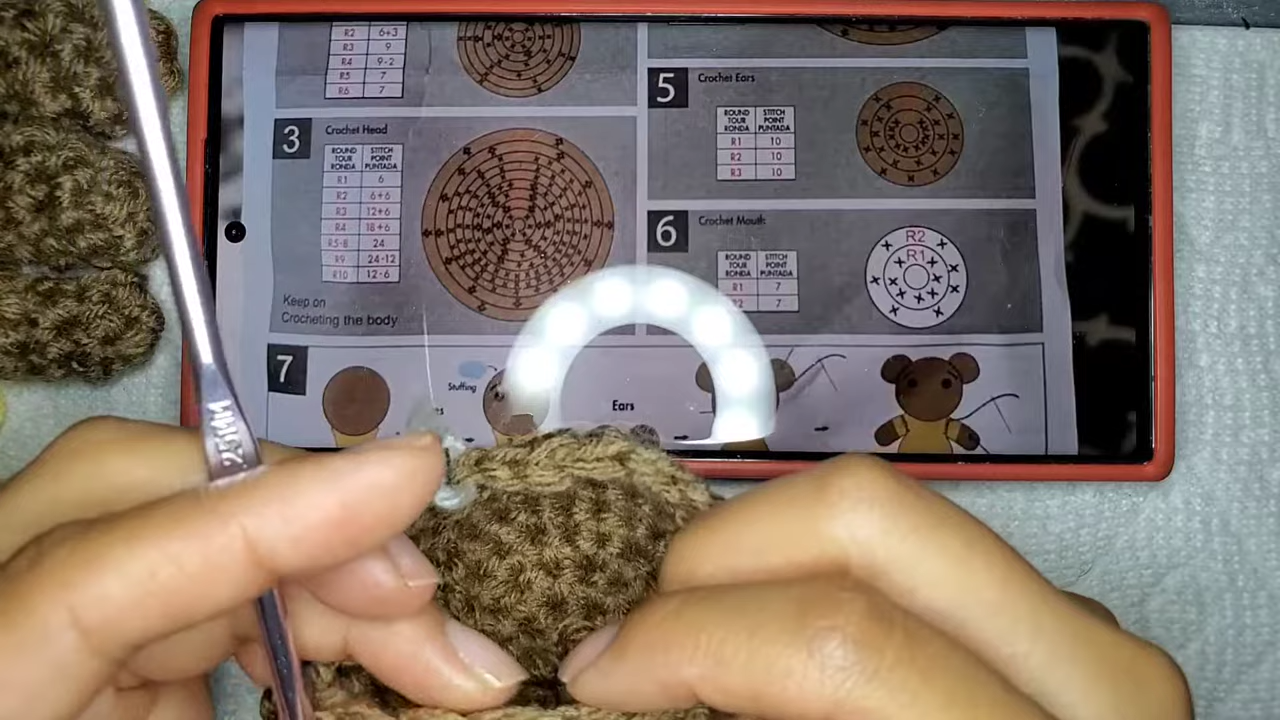 R2 6+3
R3 9
R4 9-2
R5 7
R6 7
3 Crochet Head
ROUND TOUR RONDA
STITCH POINT PUNTADA
R1 6
R2 6+6
R3 12+6
R4 18+6
R5-8 24
R9 24-12
R10 12-6
Keep on
Crocheting the body
5 Crochet Ears
ROUND TOUR RONDA
STITCH POINT PUNTADA
R1 10
R2 10
R3 10
6 Crochet Mouth
ROUND TOUR RONDA
STITCH POINT PUNTADA
R1 7
R2 7
R2
R1
7
Stuffing
Ears
2.5MM